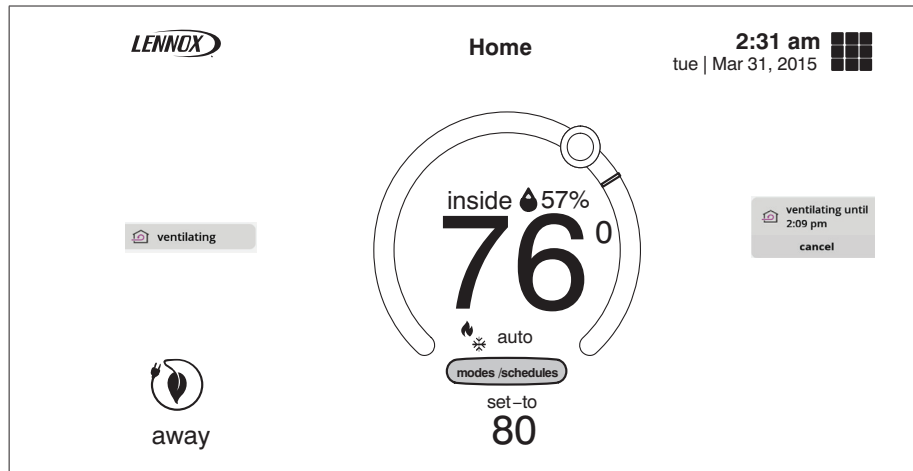 LENNOX
Home
2:31 am
tue | Mar 31, 2015
inside 57%
76°
ventilating
ventilating until
2:09 pm
cancel
auto
modes /schedules
set–to
80
away